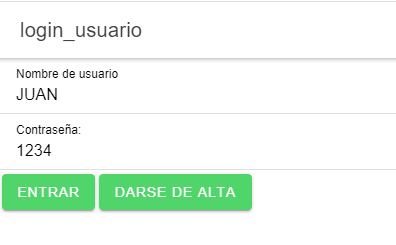 login_usuario
Nombre de usuario
JUAN
Contraseña:
1234
ENTRAR DARSE DE ALTA